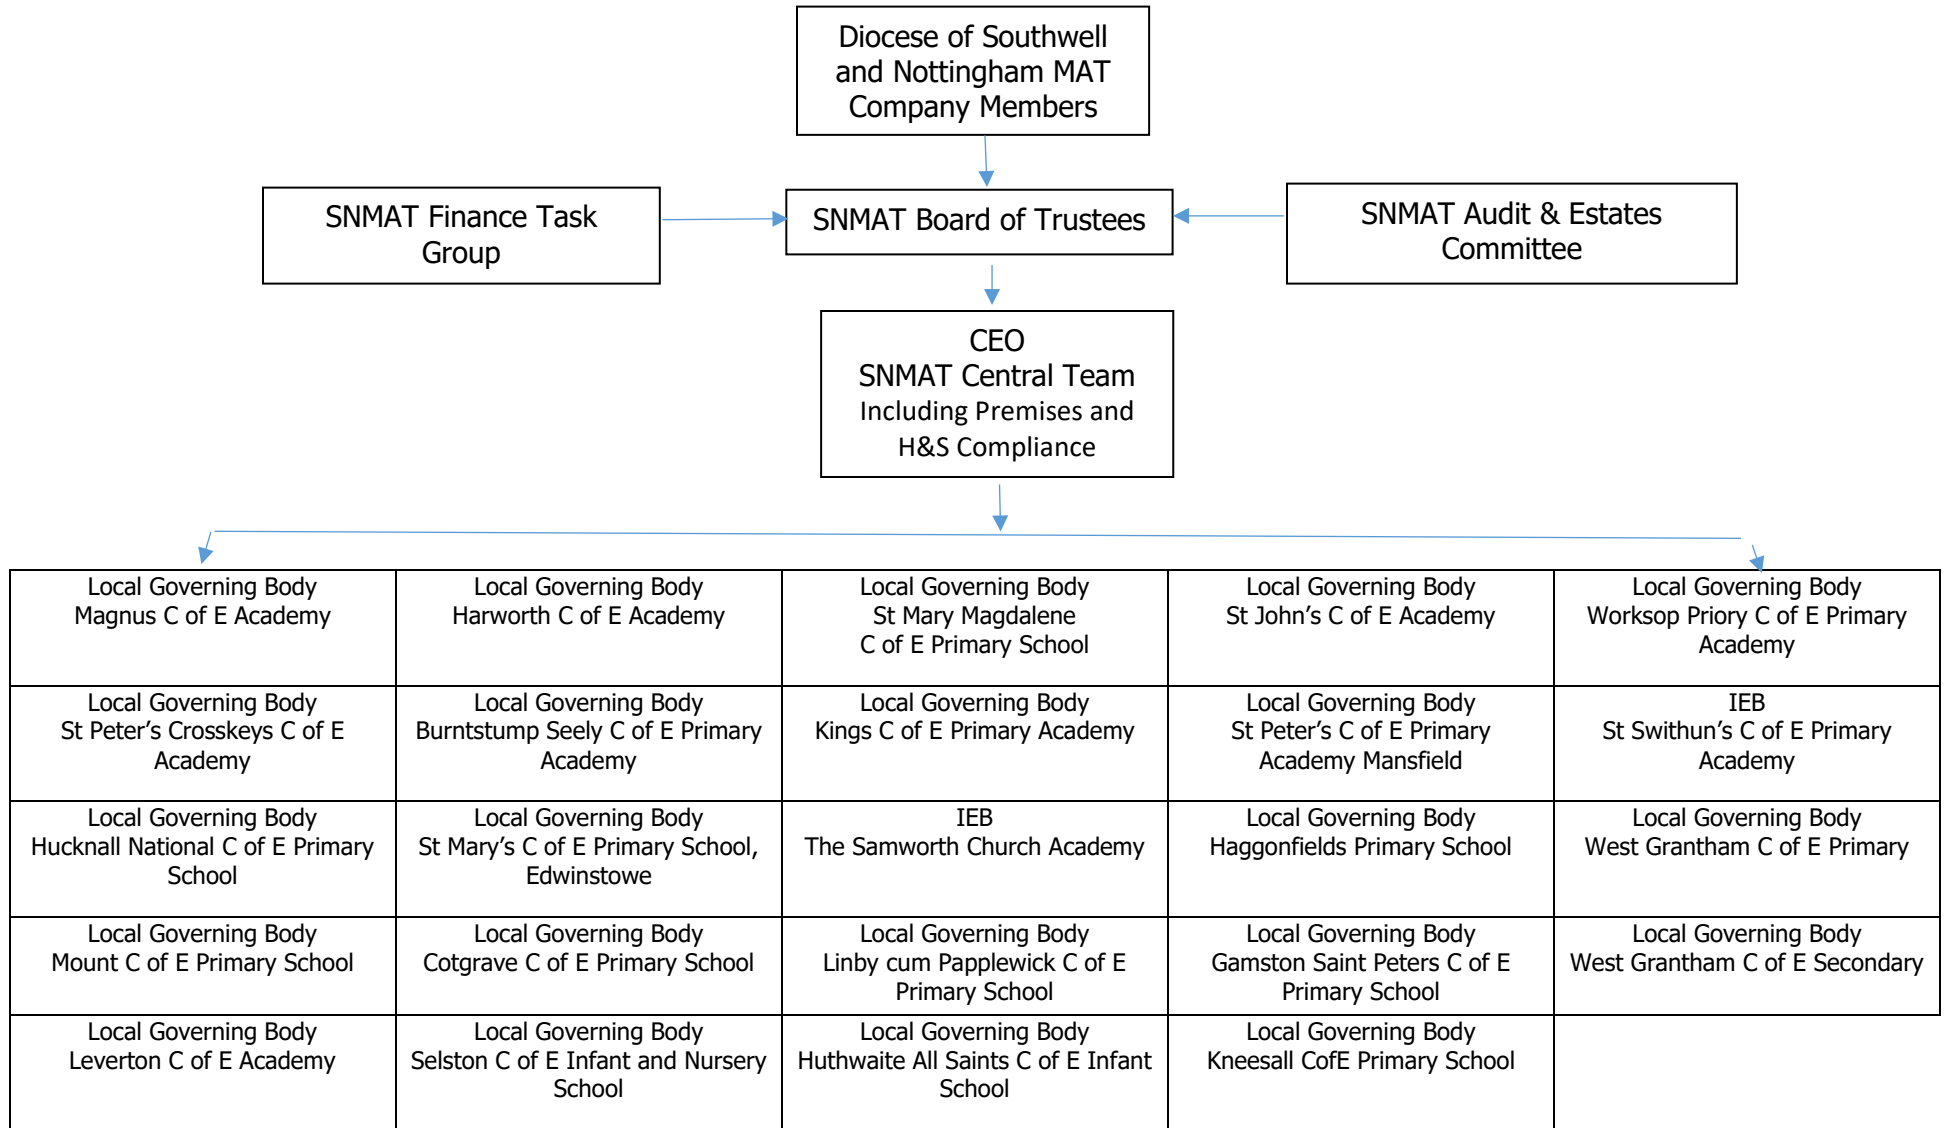 Diocese of Southwell
and Nottingham MAT
Company Members
SNMAT Finance Task
Group
SNMAT Board of Trustees
SNMAT Audit & Estates
Committee
CEO
SNMAT Central Team
Including Premises and
H&S Compliance
Local Governing Body
Magnus C of E Academy
Local Governing Body
Harworth C of E Academy
Local Governing Body
St Mary Magdalene
C of E Primary School
Local Governing Body
St John’s C of E Academy
Local Governing Body
Worksop Priory C of E Primary
Academy
Local Governing Body
St Peter’s Crosskeys C of E
Academy
Local Governing Body
Burntstump Seely C of E Primary
Academy
Local Governing Body
Kings C of E Primary Academy
Local Governing Body
St Peter’s C of E Primary
Academy Mansfield
IEB
St Swithun’s C of E Primary
Academy
Local Governing Body
Hucknall National C of E Primary
School
Local Governing Body
St Mary’s C of E Primary School,
Edwinstowe
IEB
The Samworth Church Academy
Local Governing Body
Haggonfields Primary School
Local Governing Body
West Grantham C of E Primary
Local Governing Body
Mount C of E Primary School
Local Governing Body
Cotgrave C of E Primary School
Local Governing Body
Linby cum Papplewick C of E
Primary School
Local Governing Body
Gamston Saint Peters C of E
Primary School
Local Governing Body
West Grantham C of E Secondary
Local Governing Body
Leverton C of E Academy
Local Governing Body
Selston C of E Infant and Nursery
School
Local Governing Body
Huthwaite All Saints C of E Infant
School
Local Governing Body
Kneesall CofE Primary School